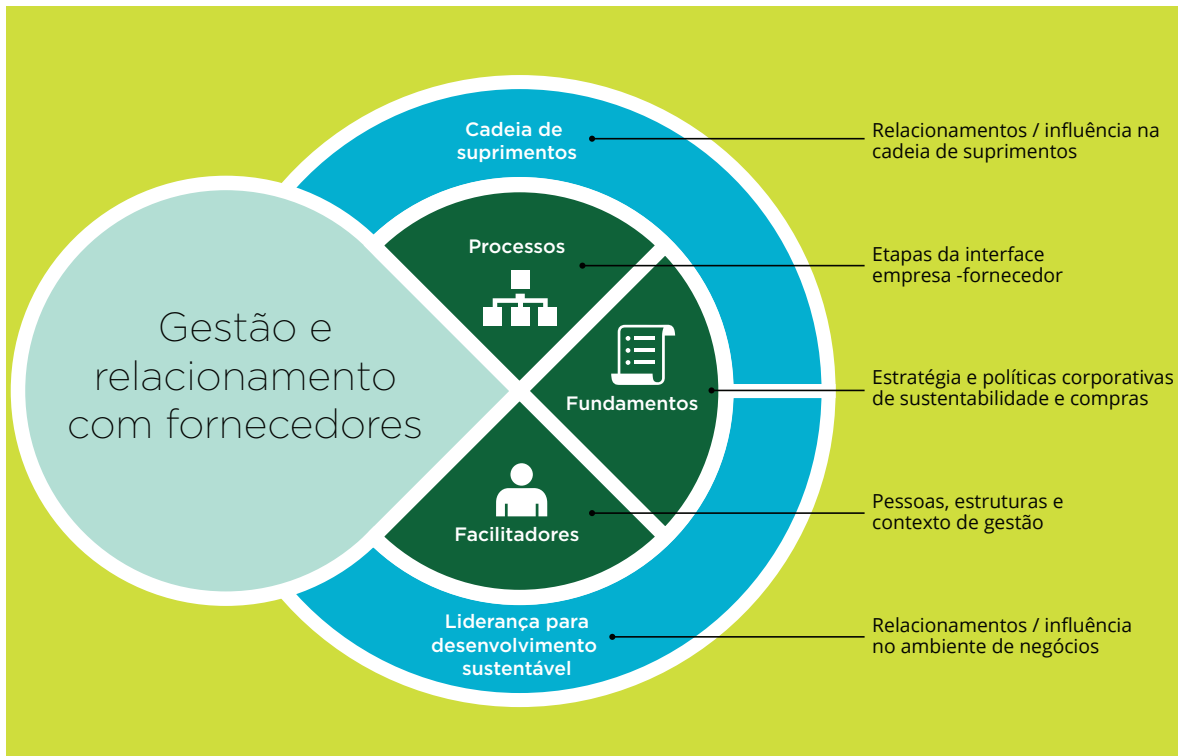 Gestão e
relacionamento
com fornecedores
Cadeia de
suprimentos
Relacionamentos / influência na
cadeia de suprimentos
Processos
Etapas da interface
empresa -fornecedor
Fundamentos
Estratégia e políticas corporativas
de sustentabilidade e compras
Facilitadores
Pessoas, estruturas e
contexto de gestão
Liderança para
desenvolvimento
sustentável
Relacionamentos / influência
no ambiente de negócios